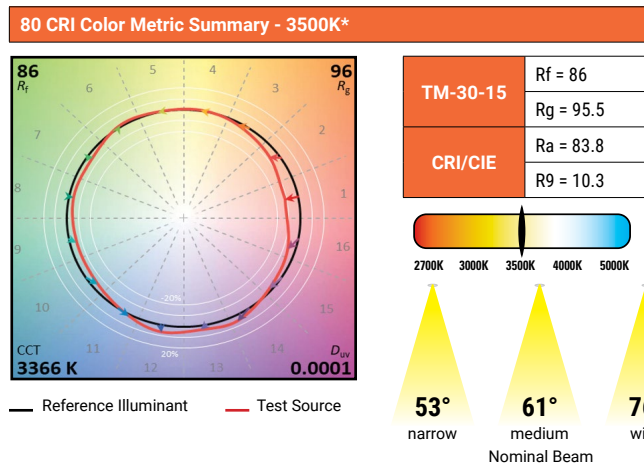 80 CRI Color Metric Summary - 3500K*
86
Rf
96
Rg
5
4
6
3
7
2
8
1
9
16
10
15
11
12
13
14
-20%
20%
CCT
3366 K
Duv
0.0001
Reference Illuminant
Test Source
TM-30-15
Rf = 86
Rg = 95.5
CRI/CIE
Ra = 83.8
R9 = 10.3
2700K 3000K 3500K 4000K 5000K
53° 61°
narrow medium
Nominal Beam